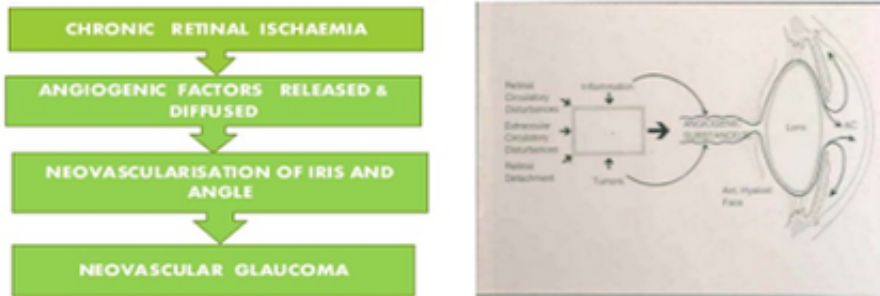 CHRONIC RETINAL ISCHAEMIA
ANGIOGENIC FACTORS RELEASED &
DIFFUSED
NEOVASCULARISATION OF IRIS AND
ANGLE
NEOVASCULAR GLAUCOMA
Retinal
Circulatory
Disturbances
Extraocular
Circulatory
Disturbances
Retinal
Detachment
Inflammation
Tumors
ANGIOGENIC
SUBSTANCE
Lens
AC
Ant. Hyaloid
Face